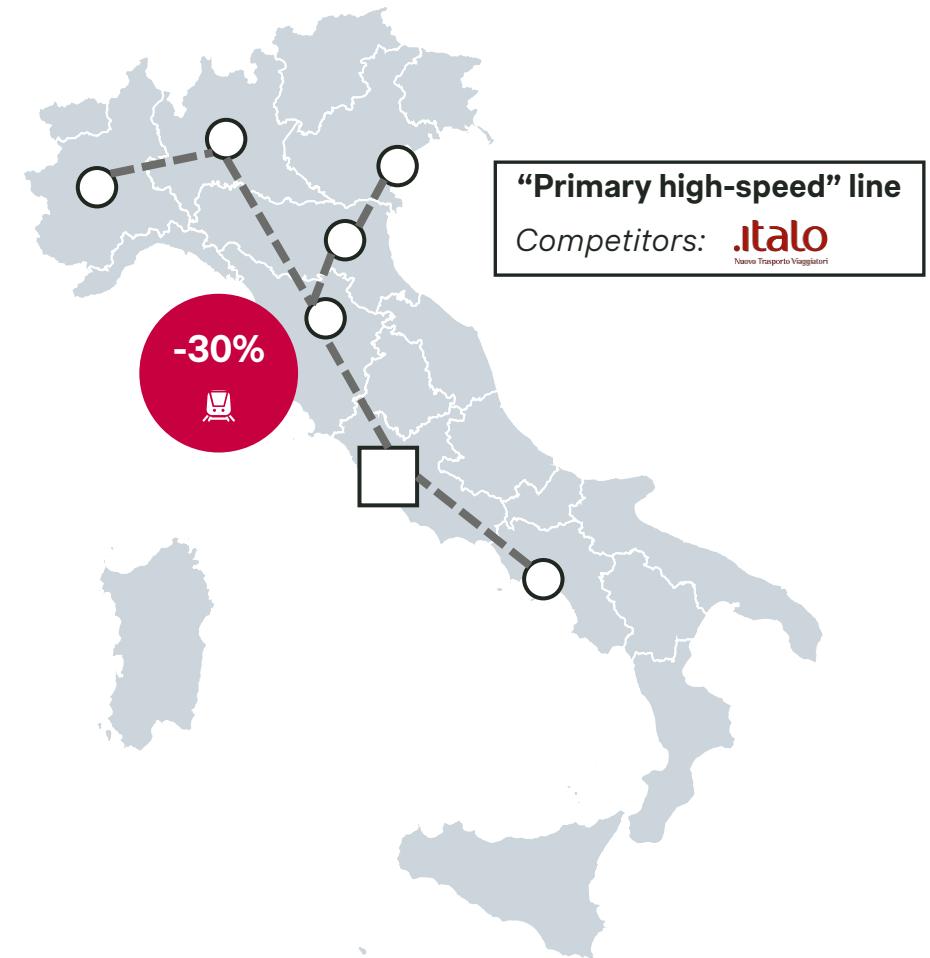 “Primary high-speed” line
Competitors: .italo
Nuovo Trasporto Viaggiatori
-30%